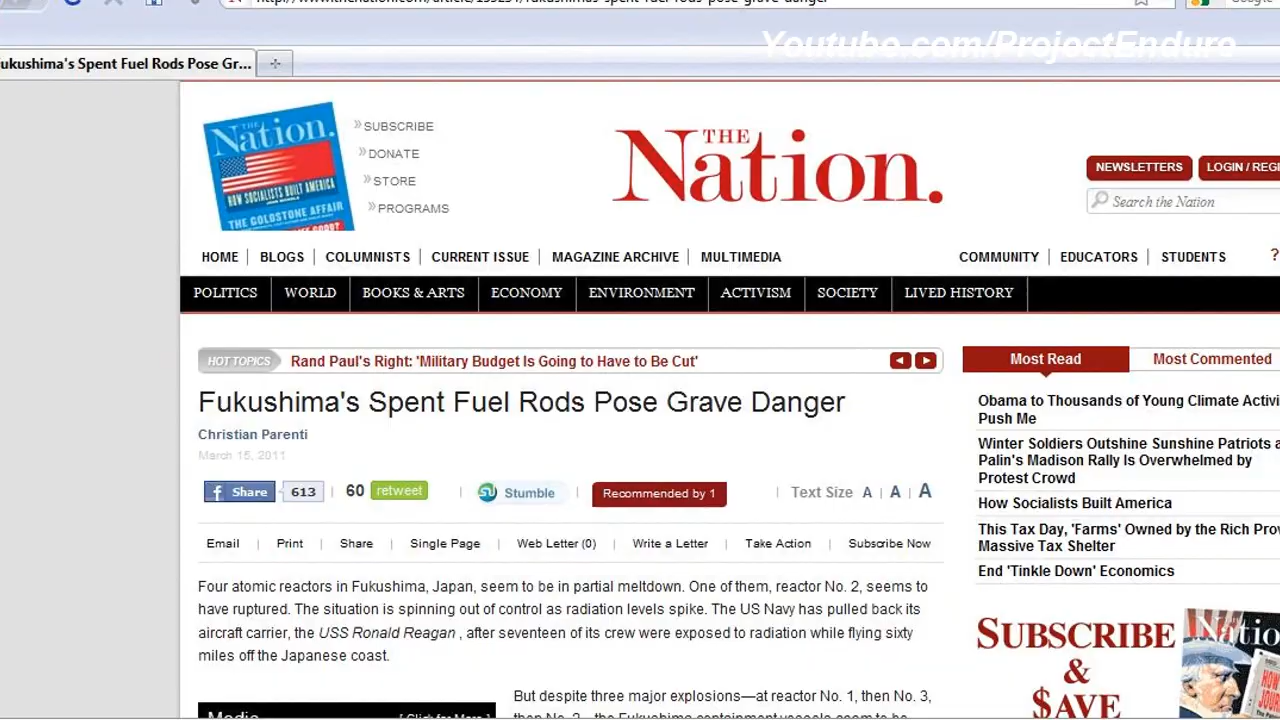 Youtube.com/ProjectEnduro
ukushima's Spent Fuel Rods Pose Gr...
THE Nation.
HOW SOCIALISTS BUILT AMERICA
THE GOLDSTONE AFFAIR
SUBSCRIBE
DONATE
STORE
PROGRAMS
THE
Nation.
NEWSLETTERS LOGIN / REGI
Search the Nation
HOME BLOGS COLUMNISTS CURRENT ISSUE MAGAZINE ARCHIVE MULTIMEDIA COMMUNITY EDUCATORS STUDENTS ?
POLITICS WORLD BOOKS & ARTS ECONOMY ENVIRONMENT ACTIVISM SOCIETY LIVED HISTORY
HOT TOPICS Rand Paul's Right: 'Military Budget Is Going to Have to Be Cut'
Fukushima's Spent Fuel Rods Pose Grave Danger
Christian Parenti
March 15, 2011
f Share 613 60 retweet Stumble Recommended by 1 Text Size A A A
Email Print Share Single Page Web Letter (0) Write a Letter Take Action Subscribe Now
Four atomic reactors in Fukushima, Japan, seem to be in partial meltdown. One of them, reactor No. 2, seems to
have ruptured. The situation is spinning out of control as radiation levels spike. The US Navy has pulled back its
aircraft carrier, the USS Ronald Reagan , after seventeen of its crew were exposed to radiation while flying sixty
miles off the Japanese coast.
But despite three major explosions—at reactor No. 1, then No. 3,
Most Read Most Commented
Obama to Thousands of Young Climate Activi
Push Me
Winter Soldiers Outshine Sunshine Patriots a
Palin's Madison Rally Is Overwhelmed by
Protest Crowd
How Socialists Built America
This Tax Day, 'Farms' Owned by the Rich Prov
Massive Tax Shelter
End 'Tinkle Down' Economics
SUBSCRIBE
&
$AVE
Nation